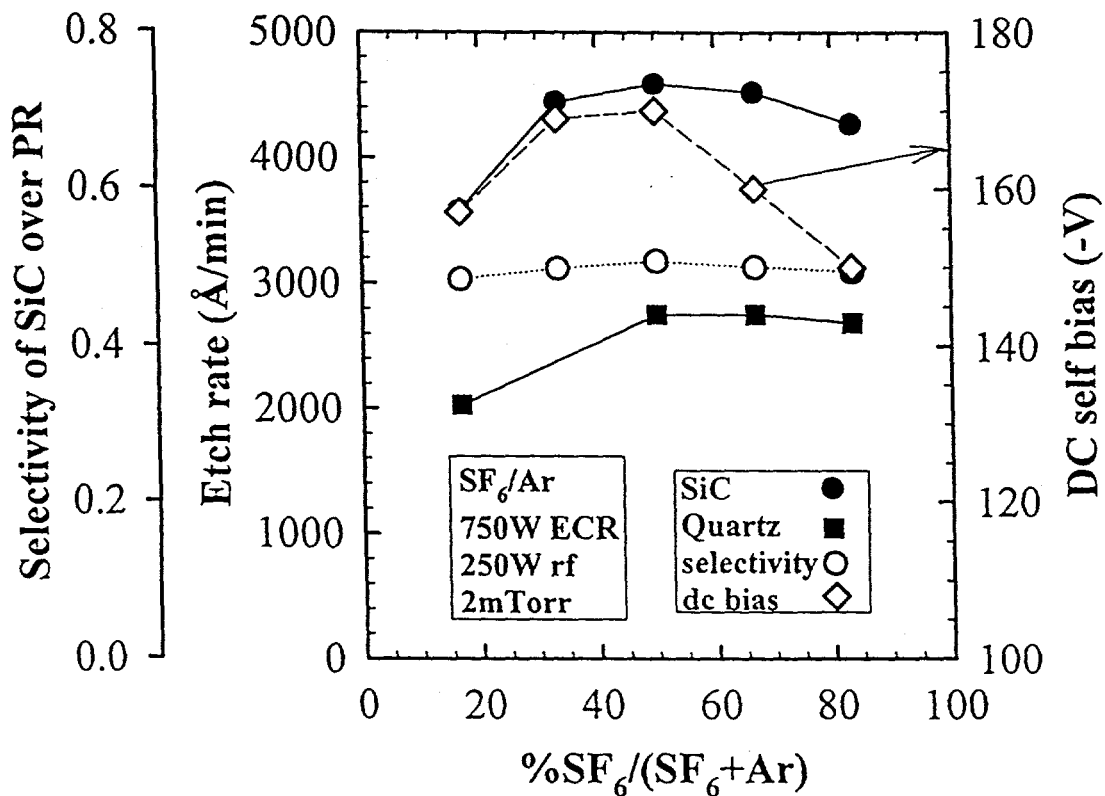 Selectivity of SiC over PR
0.8
0.6
0.4
0.2
0.0
Etch rate (Å/min)
5000
4000
3000
2000
1000
0
SF₆/Ar
750W ECR
250W rf
2mTorr
SiC
Quartz
selectivity
dc bias
180
160
140
120
100
DC self bias (-V)
0 20 40 60 80 100
%SF₆/(SF₆+Ar)